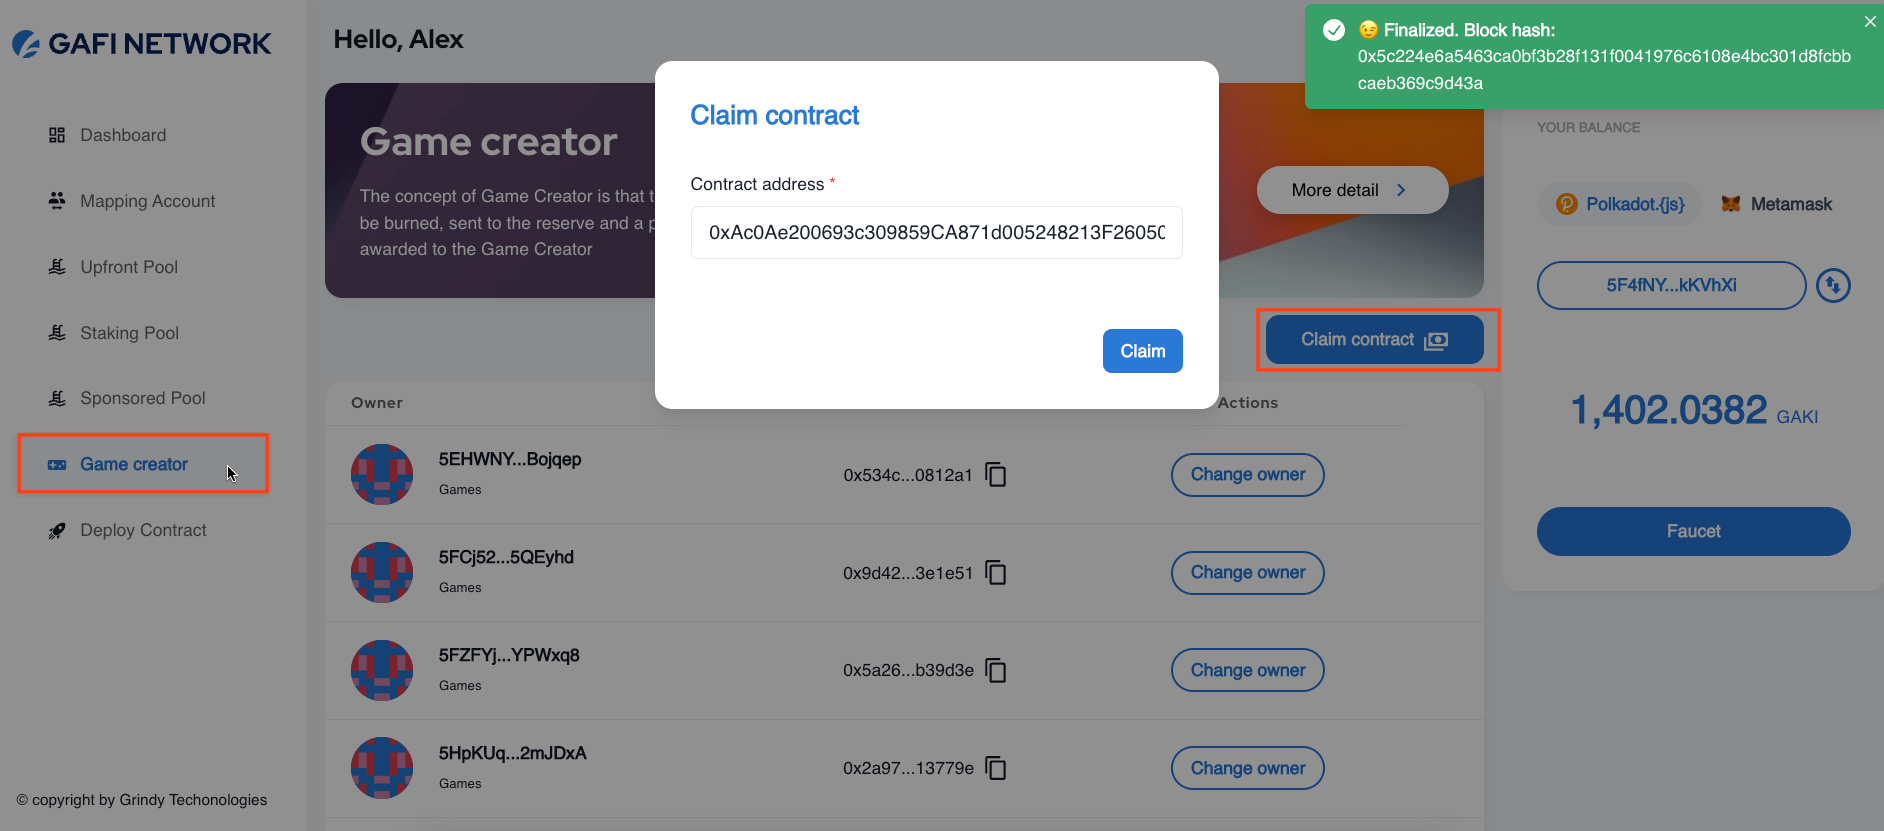 GAFI NETWORK
Dashboard
Mapping Account
Upfront Pool
Staking Pool
Sponsored Pool
Game creator
Deploy Contract
© copyright by Grindy Techonologies
Hello, Alex
Game creator
The concept of Game Creator is that t
be burned, sent to the reserve and a p
awarded to the Game Creator
More detail
Claim contract
Claim contract
Contract address *
0xAc0Ae200693c309859CA871d005248213F2605
Claim
Owner
Actions
5EHWNY...Bojqep
Games
0x534c...0812a1
Change owner
5FCj52...5QEyhd
Games
0x9d42...3e1e51
Change owner
5FZFYj...YPWxq8
Games
0x5a26...b39d3e
Change owner
5HpKUq...2mJDxA
Games
0x2a97...13779e
Change owner
😉 Finalized. Block hash:
0x5c224e6a5463ca0bf3b28f131f0041976c6108e4bc301d8fcbb
caeb369c9d43a
YOUR BALANCE
Polkadot.{js}
Metamask
5F4fNY...kKVhXi
1,402.0382 GAKI
Faucet